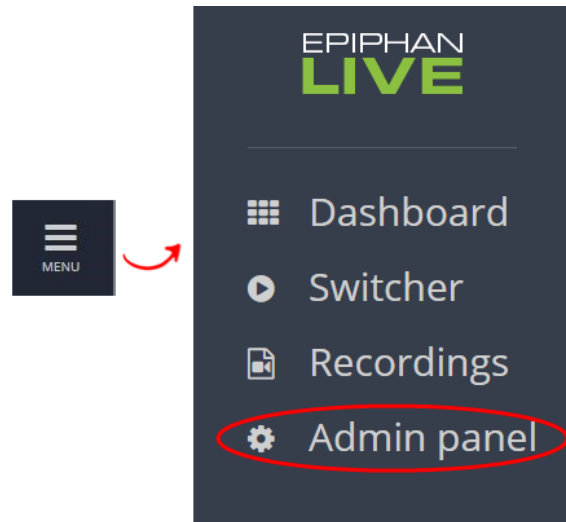 EPIPHAN
LIVE
MENU
Dashboard
Switcher
Recordings
Admin panel